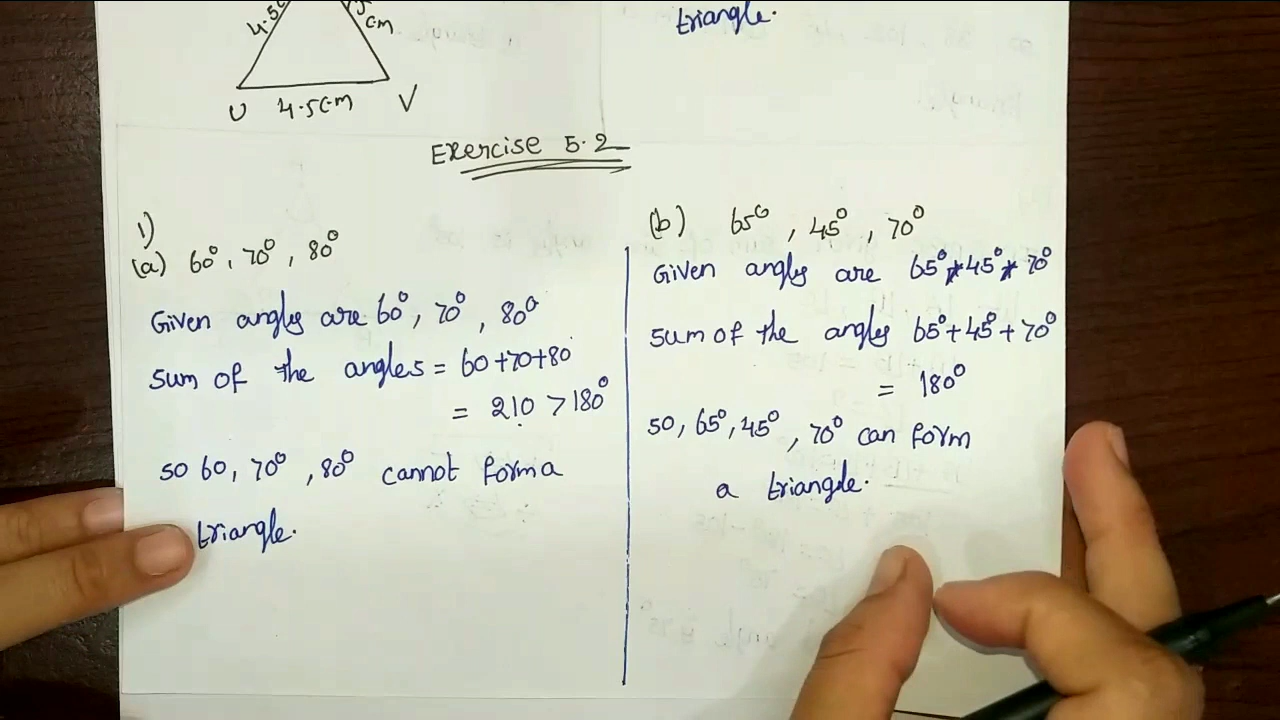 4.5c
cm
U 4.5cm V
triangle.
Exercise 5.2
1)
(a) 60°, 70°, 80°
Given angles are 60°, 70°, 80°
Sum of the angles = 60+70+80
= 210 > 180°
so 60, 70°, 80° cannot form a
triangle.
(b) 65°, 45°, 70°
Given angles are 65°, 45°, 70°
sum of the angles 65°+45°+70°
= 180°
so, 65°, 45°, 70° can form
a triangle.